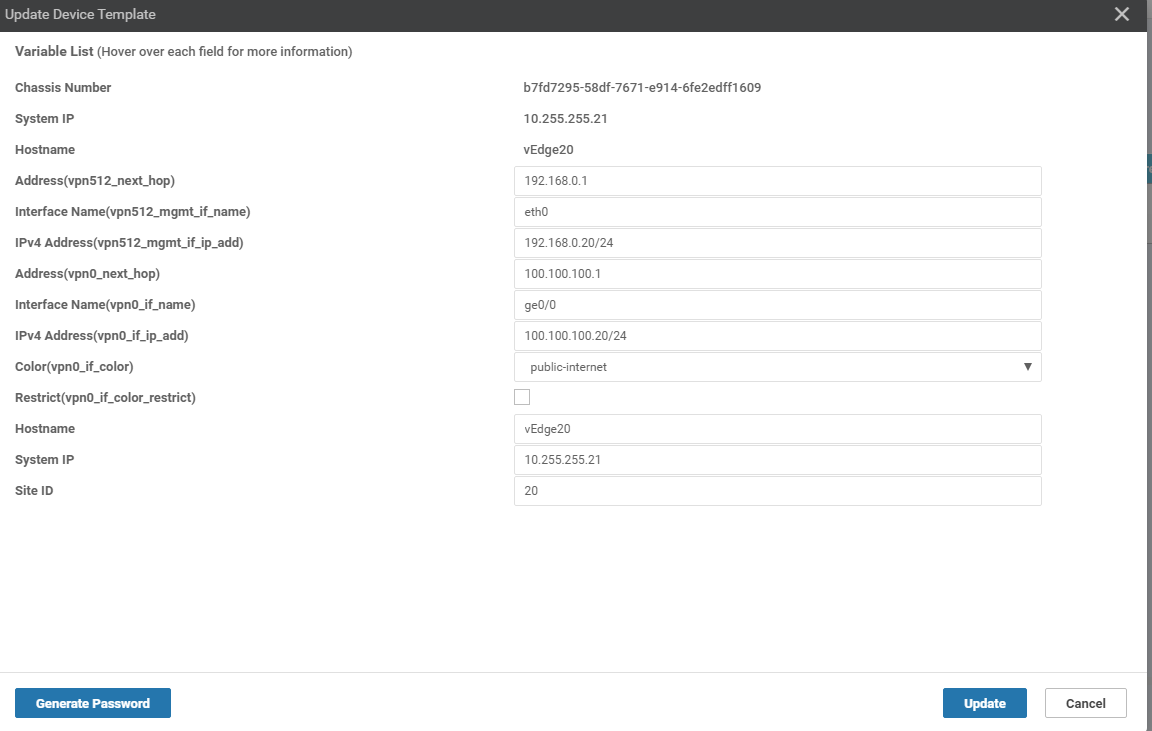 Update Device Template
Variable List (Hover over each field for more information)
Chassis Number b7fd7295-58df-7671-e914-6fe2edff1609
System IP 10.255.255.21
Hostname vEdge20
Address(vpn512_next_hop) 192.168.0.1
Interface Name(vpn512_mgmt_if_name) eth0
IPv4 Address(vpn512_mgmt_if_ip_add) 192.168.0.20/24
Address(vpn0_next_hop) 100.100.100.1
Interface Name(vpn0_if_name) ge0/0
IPv4 Address(vpn0_if_ip_add) 100.100.100.20/24
Color(vpn0_if_color) public-internet
Restrict(vpn0_if_color_restrict)
Hostname vEdge20
System IP 10.255.255.21
Site ID 20
Generate Password Update Cancel